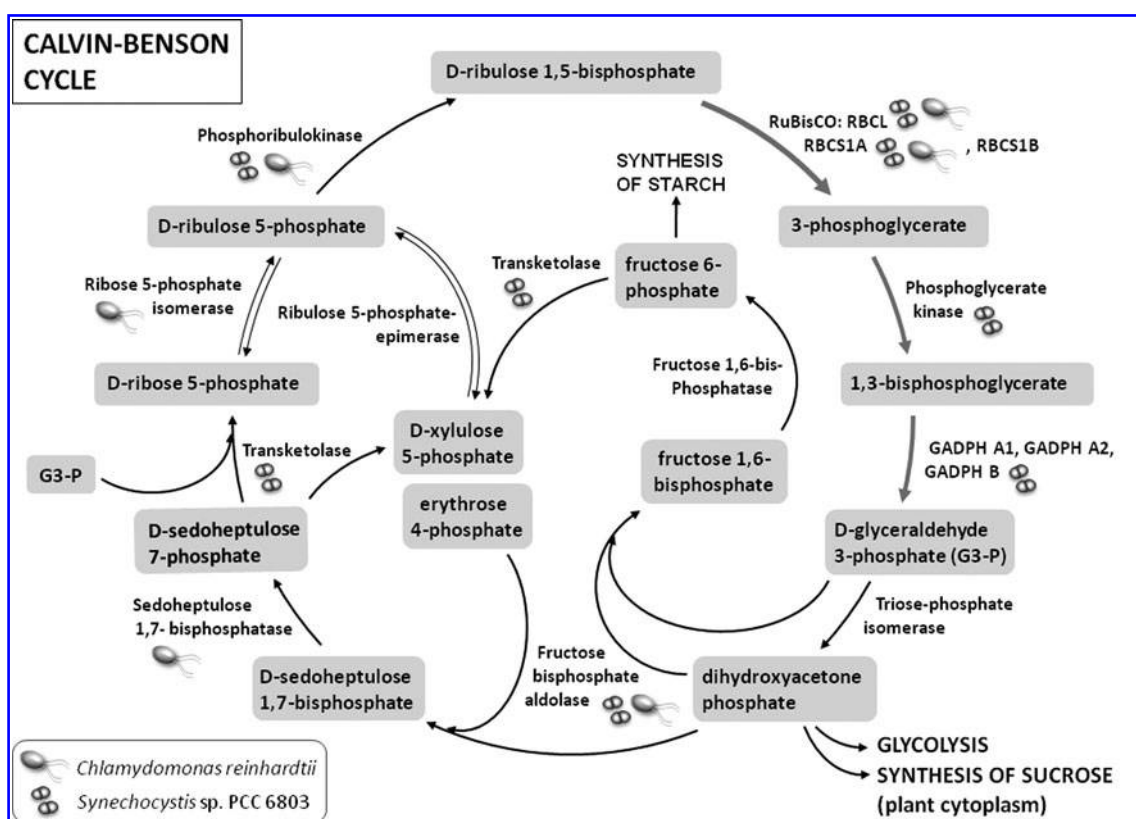 CALVIN-BENSON
CYCLE
D-ribulose 1,5-bisphosphate
Phosphoribulokinase
RuBisCO: RBCL
RBCS1A , RBCS1B
SYNTHESIS
OF STARCH
D-ribulose 5-phosphate
3-phosphoglycerate
Transketolase
fructose 6-
phosphate
Ribose 5-phosphate
isomerase
Ribulose 5-phosphate-
epimerase
Phosphoglycerate
kinase
D-ribose 5-phosphate
Fructose 1,6-bis-
Phosphatase
1,3-bisphosphoglycerate
D-xylulose
5-phosphate
Transketolase
G3-P
fructose 1,6-
bisphosphate
GADPH A1, GADPH A2,
GADPH B
erythrose
4-phosphate
D-sedoheptulose
7-phosphate
D-glyceraldehyde
3-phosphate (G3-P)
Sedoheptulose
1,7- bisphosphatase
Triose-phosphate
isomerase
D-sedoheptulose
1,7-bisphosphate
Fructose
bisphosphate
aldolase
dihydroxyacetone
phosphate
GLYCOLYSIS
SYNTHESIS OF SUCROSE
(plant cytoplasm)
Chlamydomonas reinhardtii
Synechocystis sp. PCC 6803